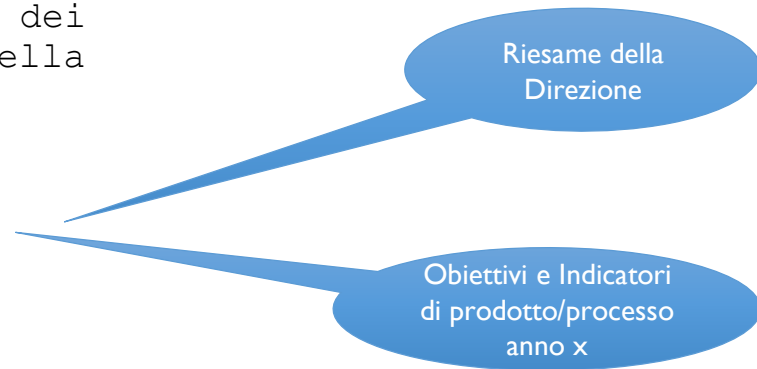 dei
ella
Riesame della
Direzione
Obiettivi e Indicatori
di prodotto/processo
anno x